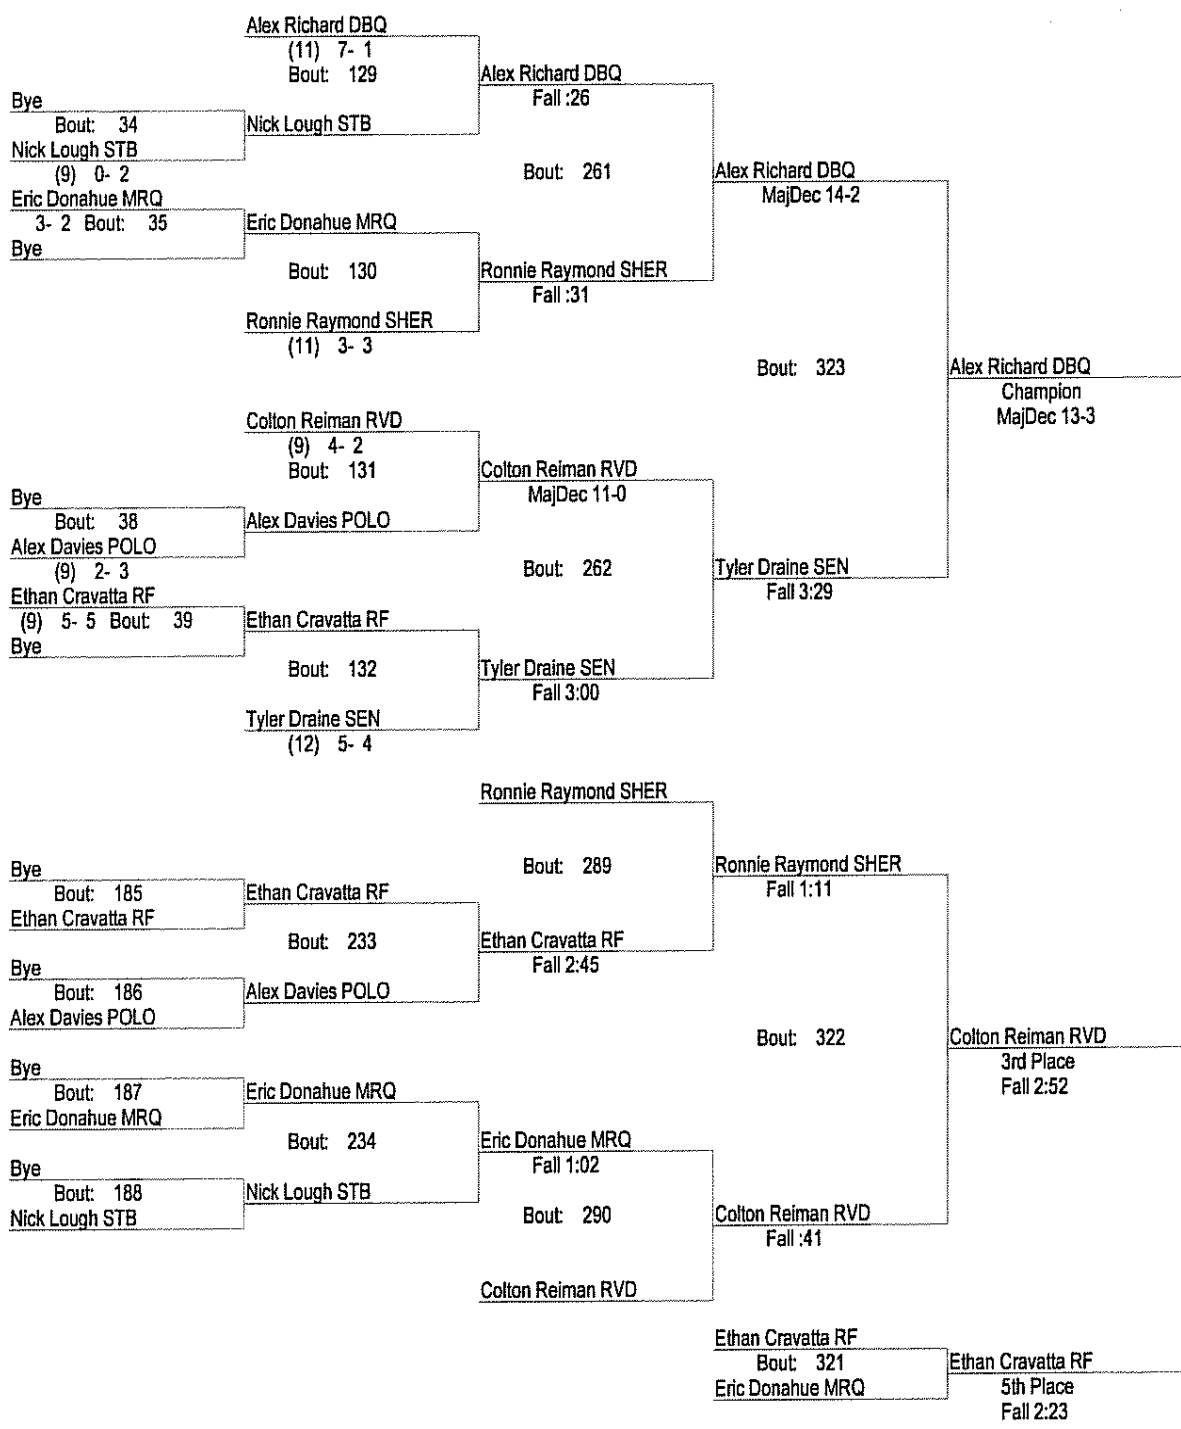 Alex Richard DBQ
(11) 7- 1
Bout: 129
Alex Richard DBQ
Fall :26
Bye
Bout: 34
Nick Lough STB
Nick Lough STB
(9) 0- 2
Bout: 261
Alex Richard DBQ
MajDec 14-2
Eric Donahue MRQ
3- 2 Bout: 35
Eric Donahue MRQ
Bye
Bout: 130
Ronnie Raymond SHER
Fall :31
Ronnie Raymond SHER
(11) 3- 3
Bout: 323
Alex Richard DBQ
Champion
MajDec 13-3
Colton Reiman RVD
(9) 4- 2
Bout: 131
Colton Reiman RVD
MajDec 11-0
Bye
Bout: 38
Alex Davies POLO
Alex Davies POLO
(9) 2- 3
Bout: 262
Tyler Draine SEN
Fall 3:29
Ethan Cravatta RF
(9) 5- 5 Bout: 39
Ethan Cravatta RF
Bye
Bout: 132
Tyler Draine SEN
Fall 3:00
Tyler Draine SEN
(12) 5- 4
Ronnie Raymond SHER
Bout: 289
Ronnie Raymond SHER
Fall 1:11
Bye
Bout: 185
Ethan Cravatta RF
Ethan Cravatta RF
Bout: 233
Ethan Cravatta RF
Fall 2:45
Bye
Bout: 186
Alex Davies POLO
Alex Davies POLO
Bout: 322
Colton Reiman RVD
3rd Place
Fall 2:52
Bye
Bout: 187
Eric Donahue MRQ
Eric Donahue MRQ
Bout: 234
Eric Donahue MRQ
Fall 1:02
Bye
Bout: 188
Nick Lough STB
Nick Lough STB
Bout: 290
Colton Reiman RVD
Fall :41
Colton Reiman RVD
Ethan Cravatta RF
Bout: 321
Eric Donahue MRQ
Ethan Cravatta RF
5th Place
Fall 2:23